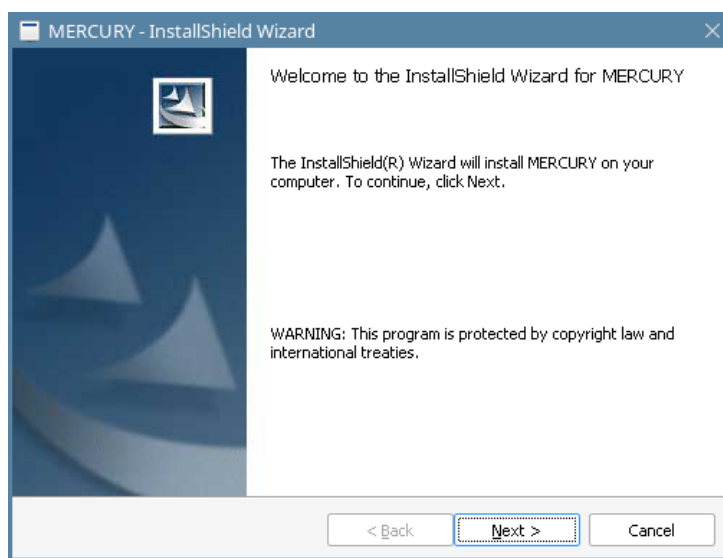 MERCURY - InstallShield Wizard
Welcome to the InstallShield Wizard for MERCURY
The InstallShield(R) Wizard will install MERCURY on your
computer. To continue, click Next.
WARNING: This program is protected by copyright law and
international treaties.
< Back
Next >
Cancel